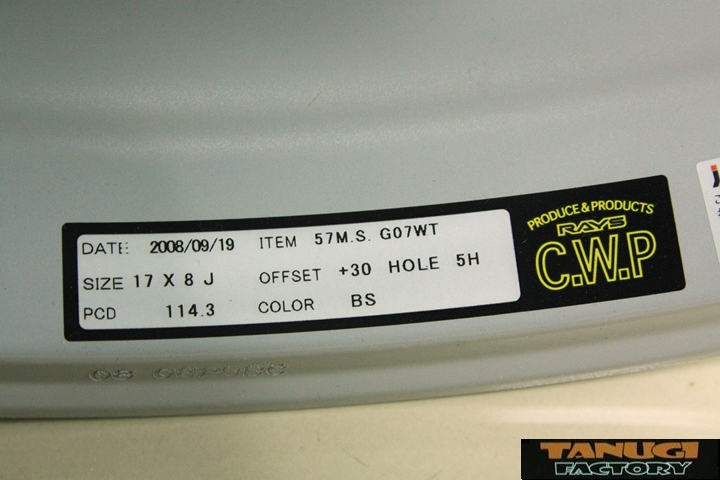 DATE 2008/09/19 ITEM 57M.S. G07WT
SIZE 17 X 8 J OFFSET +30 HOLE 5H
PCD 114.3 COLOR BS
PRODUCE & PRODUCTS
RAYS
C.W.P
TANUGI
FACTORY